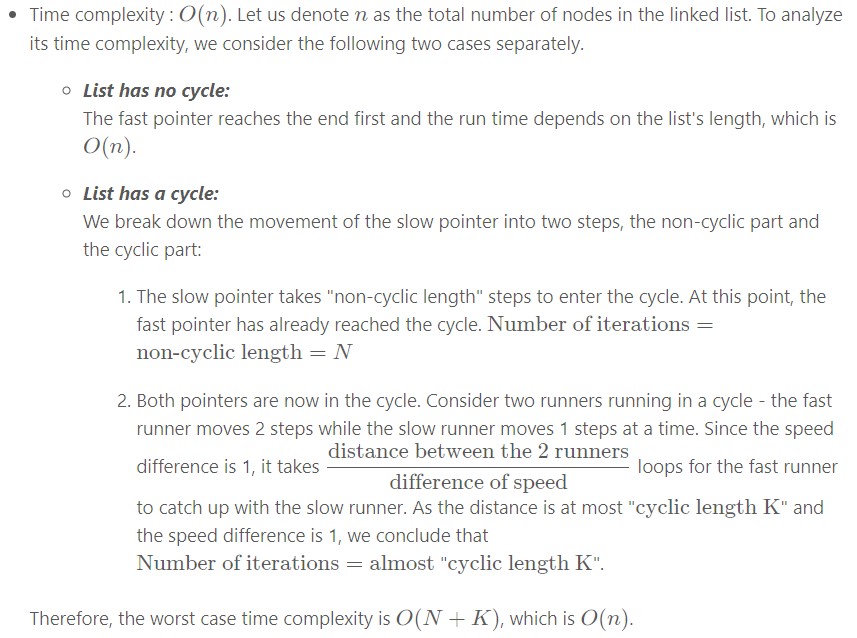 • Time complexity : O(n). Let us denote n as the total number of nodes in the linked list. To analyze
its time complexity, we consider the following two cases separately.
○ List has no cycle:
The fast pointer reaches the end first and the run time depends on the list's length, which is
O(n).
○ List has a cycle:
We break down the movement of the slow pointer into two steps, the non-cyclic part and
the cyclic part:
1. The slow pointer takes "non-cyclic length" steps to enter the cycle. At this point, the
fast pointer has already reached the cycle. Number of iterations =
non-cyclic length = N
2. Both pointers are now in the cycle. Consider two runners running in a cycle - the fast
runner moves 2 steps while the slow runner moves 1 steps at a time. Since the speed
distance between the 2 runners
difference is 1, it takes
difference of speed
loops for the fast runner
to catch up with the slow runner. As the distance is at most "cyclic length K" and
the speed difference is 1, we conclude that
Number of iterations = almost "cyclic length K".
Therefore, the worst case time complexity is O(N + K), which is O(n).